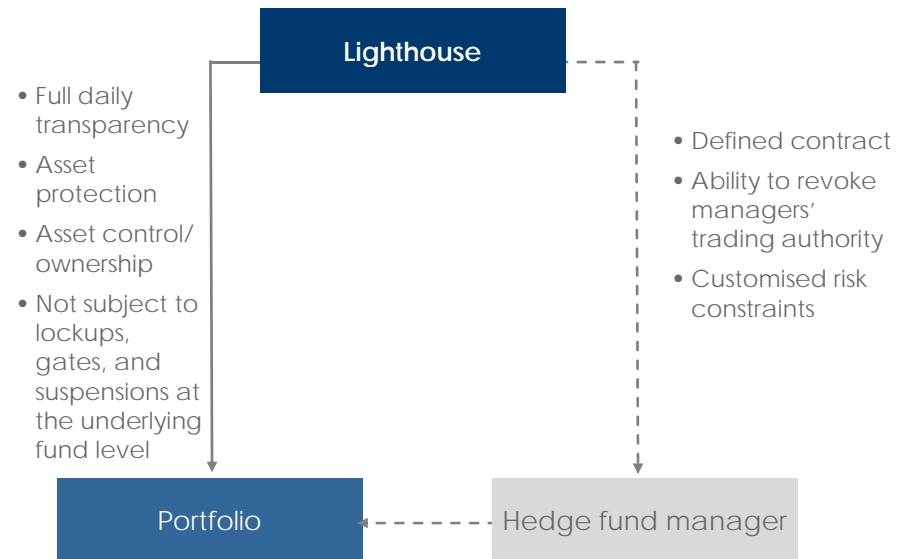 Lighthouse
• Full daily
transparency
• Asset
protection
• Asset control/
ownership
• Not subject to
lockups,
gates, and
suspensions at
the underlying
fund level
• Defined contract
• Ability to revoke
managers’
trading authority
• Customised risk
constraints
Portfolio
Hedge fund manager